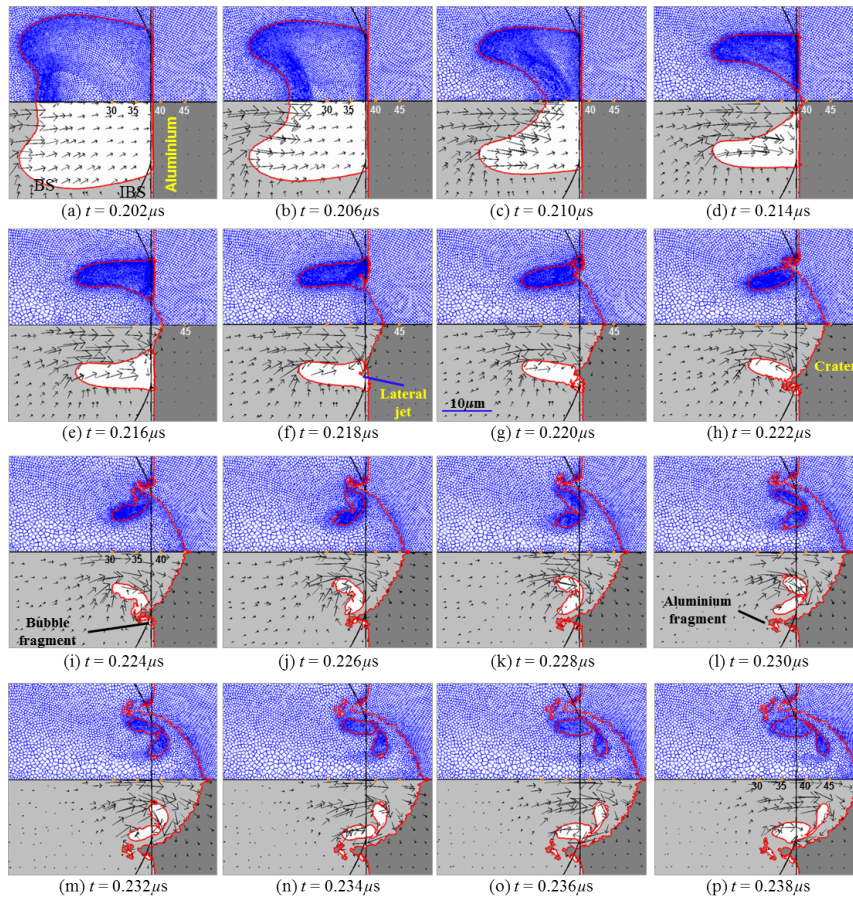 30 35 40 45
Aluminium
BS
IBS
(a) t = 0.202μs
30 35 40 45
(b) t = 0.206μs
30 35 40 45
(c) t = 0.210μs
40 45
(d) t = 0.214μs
45
(e) t = 0.216μs
45
Lateral
jet
(f) t = 0.218μs
45
10μm
(g) t = 0.220μs
Crater
(h) t = 0.222μs
30 35 40
Bubble
fragment
(i) t = 0.224μs
(j) t = 0.226μs
(k) t = 0.228μs
Aluminium
fragment
(l) t = 0.230μs
(m) t = 0.232μs
(n) t = 0.234μs
(o) t = 0.236μs
30 35 40 45
(p) t = 0.238μs